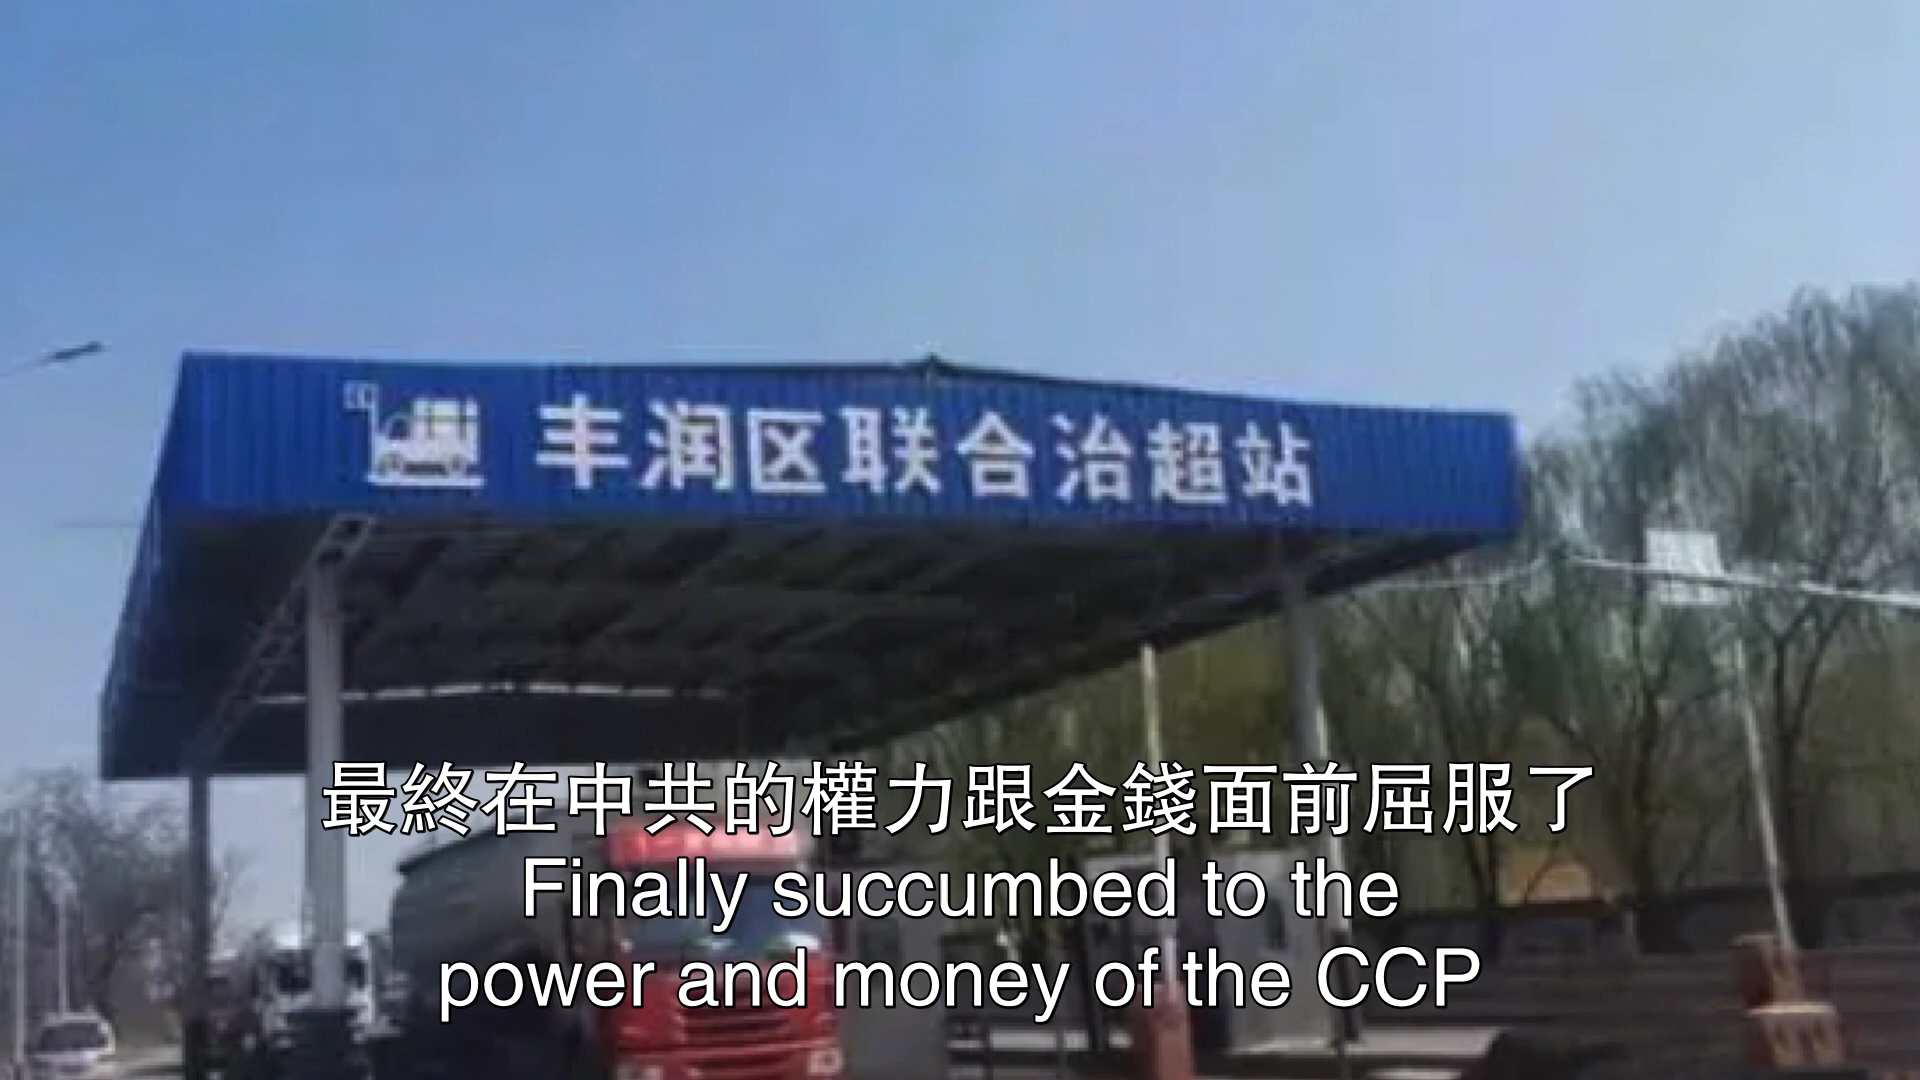 丰润区联合治超站
最終在中共的權力跟金錢面前屈服了
Finally succumbed to the
power and money of the CCP